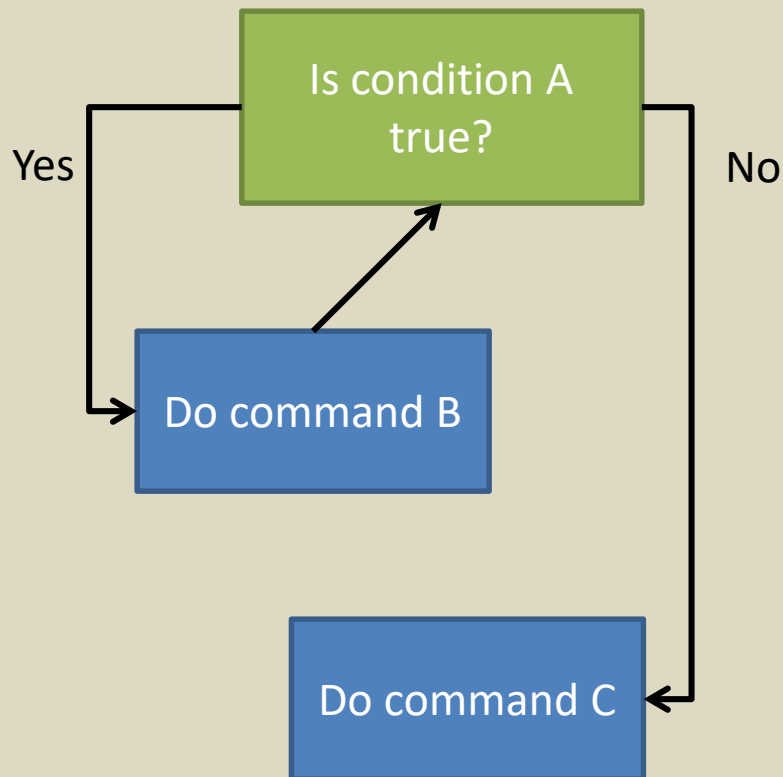 Is condition A
true?
Yes
No
Do command B
Do command C